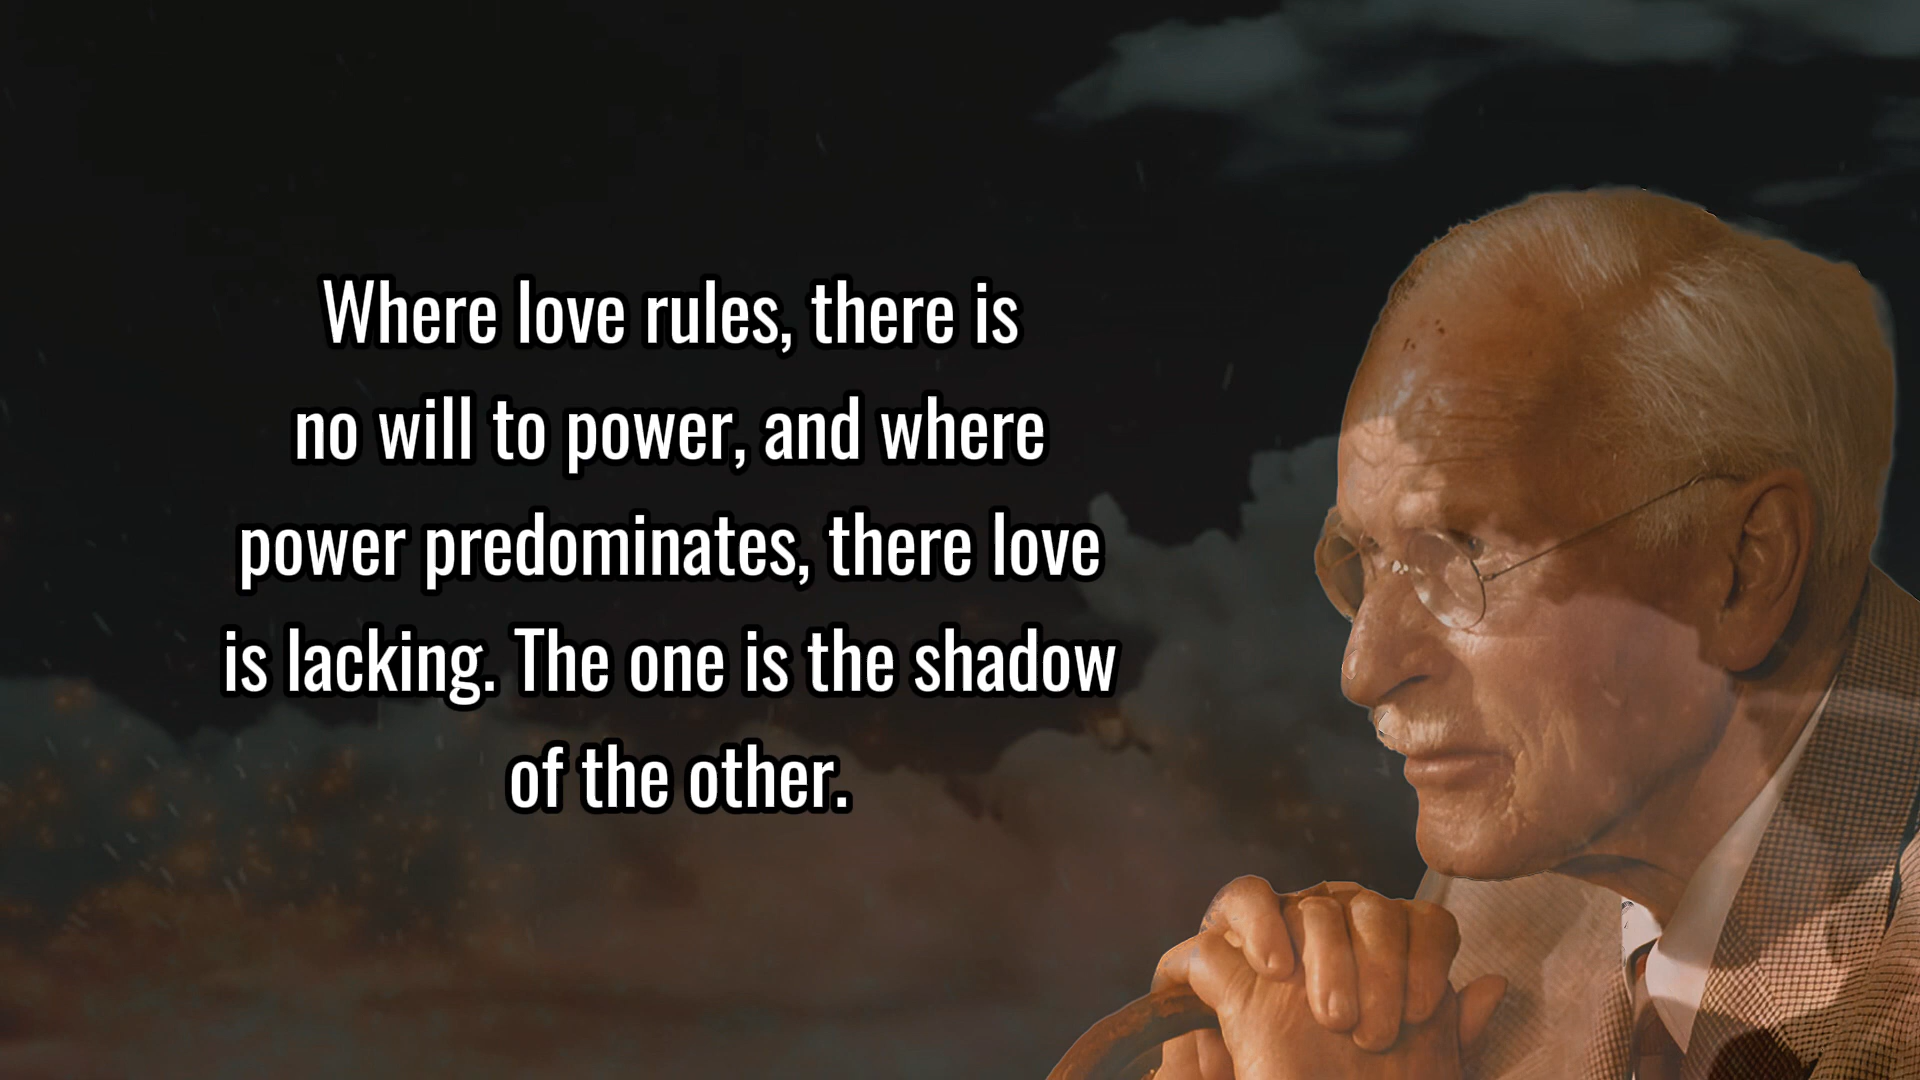 Where love rules, there is
no will to power, and where
power predominates, there love
is lacking. The one is the shadow
of the other.